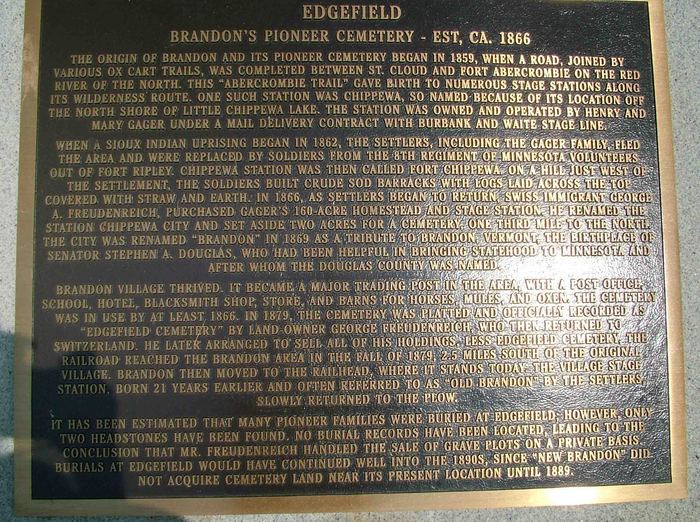 EDGEFIELD
BRANDON'S PIONEER CEMETERY - EST, CA. 1866
THE ORIGIN OF BRANDON AND ITS PIONEER CEMETERY BEGAN IN 1859, WHEN A ROAD, JOINED BY
VARIOUS OX CART TRAILS, WAS COMPLETED BETWEEN ST. CLOUD AND FORT ABERCROMBIE ON THE RED
RIVER OF THE NORTH. THIS "ABERCROMBIE TRAIL" GAVE BIRTH TO NUMEROUS STAGE STATIONS ALONG
ITS WILDERNESS ROUTE. ONE SUCH STATION WAS CHIPPEWA, SO NAMED BECAUSE OF ITS LOCATION OFF
THE NORTH SHORE OF LITTLE CHIPPEWA LAKE. THE STATION WAS OWNED AND OPERATED BY HENRY AND
MARY GAGER UNDER A MAIL DELIVERY CONTRACT WITH BURBANK AND WAITE STAGE LINE.
WHEN A SIOUX INDIAN UPRISING BEGAN IN 1862, THE SETTLERS, INCLUDING THE GAGER FAMILY, FLED
THE AREA AND WERE REPLACED BY SOLDIERS FROM THE 8TH REGIMENT OF MINNESOTA VOLUNTEERS
OUT OF FORT RIPLEY. CHIPPEWA STATION WAS THEN CALLED FORT CHIPPEWA. ON A HILL JUST WEST OF
THE SETTLEMENT, THE SOLDIERS BUILT CRUDE SOD BARRACKS WITH LOGS LAID ACROSS THE TOP
COVERED WITH STRAW AND EARTH. IN 1866, AS SETTLERS BEGAN TO RETURN, SWISS IMMIGRANT GEORGE
A. FREUDENREICH, PURCHASED GAGER'S 160-ACRE HOMESTEAD AND STAGE STATION. HE RENAMED THE
STATION CHIPPEWA CITY AND SET ASIDE TWO ACRES FOR A CEMETERY, ONE THIRD MILE TO THE NORTH.
THE CITY WAS RENAMED "BRANDON" IN 1869 AS A TRIBUTE TO BRANDON, VERMONT, THE BIRTHPLACE OF
SENATOR STEPHEN A. DOUGLAS, WHO HAD BEEN HELPFUL IN BRINGING STATEHOOD TO MINNESOTA AND
AFTER WHOM THE DOUGLAS COUNTY WAS NAMED.
BRANDON VILLAGE THRIVED. IT BECAME A MAJOR TRADING POST IN THE AREA, WITH A POST OFFICE,
SCHOOL, HOTEL, BLACKSMITH SHOP, STORE, AND BARNS FOR HORSES, MULES, AND OXEN. THE CEMETERY
WAS IN USE BY AT LEAST 1866. IN 1879, THE CEMETERY WAS PLATTED AND OFFICIALLY RECORDED AS
"EDGEFIELD CEMETERY" BY LAND OWNER GEORGE FREUDENREICH, WHO THEN RETURNED TO
SWITZERLAND. HE LATER ARRANGED TO SELL ALL OF HIS HOLDINGS, LESS EDGEFIELD CEMETERY. THE
RAILROAD REACHED THE BRANDON AREA IN THE FALL OF 1879, 2.5 MILES SOUTH OF THE ORIGINAL
VILLAGE. BRANDON THEN MOVED TO THE RAILHEAD, WHERE IT STANDS TODAY. THE VILLAGE STAGE
STATION, BORN 21 YEARS EARLIER AND OFTEN REFERRED TO AS "OLD BRANDON" BY THE SETTLERS,
SLOWLY RETURNED TO THE PLOW.
IT HAS BEEN ESTIMATED THAT MANY PIONEER FAMILIES WERE BURIED AT EDGEFIELD, HOWEVER, ONLY
TWO HEADSTONES HAVE BEEN FOUND. NO BURIAL RECORDS HAVE BEEN LOCATED, LEADING TO THE
CONCLUSION THAT MR. FREUDENREICH HANDLED THE SALE OF GRAVE PLOTS ON A PRIVATE BASIS.
BURIALS AT EDGEFIELD WOULD HAVE CONTINUED WELL INTO THE 1890S, SINCE "NEW BRANDON" DID
NOT ACQUIRE CEMETERY LAND NEAR ITS PRESENT LOCATION UNTIL 1889.